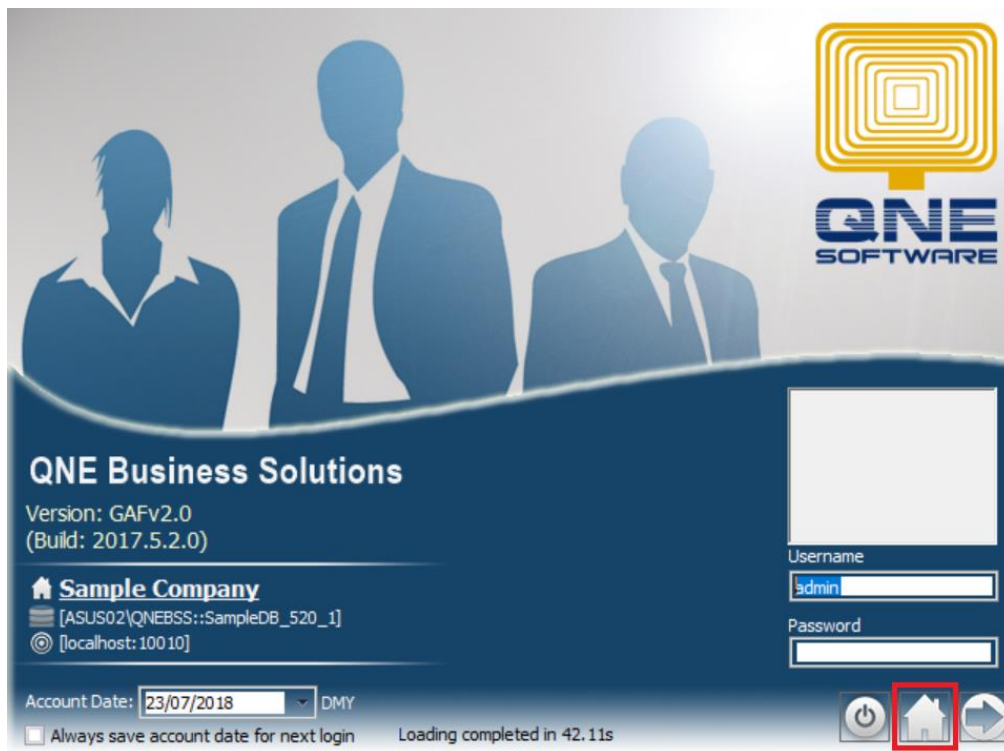 QNE
SOFTWARE
QNE Business Solutions
Version: GAFv2.0
(Build: 2017.5.2.0)
Sample Company
[ASUS02\QNEBSS::SampleDB_520_1]
[localhost:10010]
Username
admin
Password
Account Date: 23/07/2018 DMY
Always save account date for next login Loading completed in 42.11s